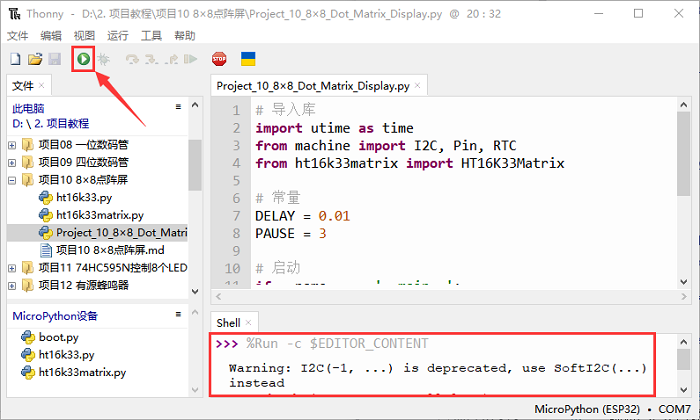 Thonny - D:\2. 项目教程\项目10 8×8点阵屏\Project_10_8×8_Dot_Matrix_Display.py @ 20 : 32
文件 编辑 视图 运行 工具 帮助
STOP
文件 ×
此电脑
D: \ 2. 项目教程
项目08 一位数码管
项目09 四位数码管
项目10 8×8点阵屏
ht16k33.py
ht16k33matrix.py
Project_10_8×8_Dot_Matri
项目10 8×8点阵屏.md
项目11 74HC595N控制8个LED
项目12 有源蜂鸣器
MicroPython设备
boot.py
ht16k33.py
ht16k33matrix.py
Project_10_8×8_Dot_Matrix_Display.py ×
1 # 导入库
2 import utime as time
3 from machine import I2C, Pin, RTC
4 from ht16k33matrix import HT16K33Matrix
5
6 # 常量
7 DELAY = 0.01
8 PAUSE = 3
9
10 # 启动
11
Shell ×
>>> %Run -c $EDITOR_CONTENT
Warning: I2C(-1, ...) is deprecated, use SoftI2C(...)
instead
MicroPython (ESP32) • COM7